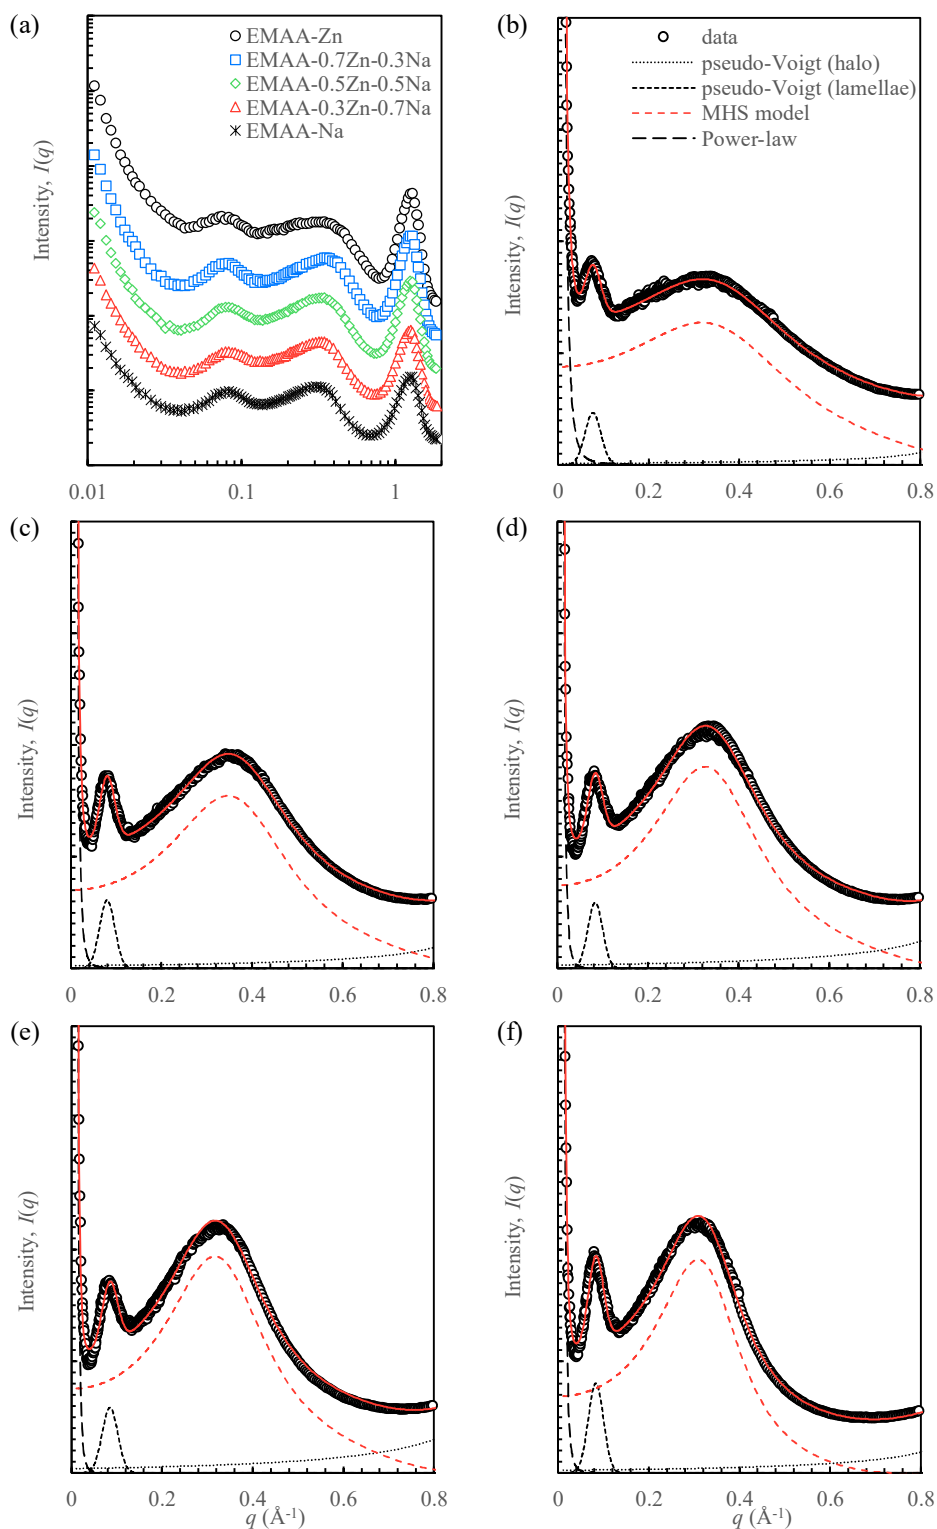 (a)
EMAA-Zn
EMAA-0.7Zn-0.3Na
EMAA-0.5Zn-0.5Na
EMAA-0.3Zn-0.7Na
EMAA-Na
Intensity, I(q)
0.01 0.1 1
(b)
data
pseudo-Voigt (halo)
pseudo-Voigt (lamellae)
MHS model
Power-law
Intensity, I(q)
0 0.2 0.4 0.6 0.8
(c)
Intensity, I(q)
0 0.2 0.4 0.6 0.8
(d)
Intensity, I(q)
0 0.2 0.4 0.6 0.8
(e)
Intensity, I(q)
0 0.2 0.4 0.6 0.8
q (Å⁻¹)
(f)
Intensity, I(q)
0 0.2 0.4 0.6 0.8
q (Å⁻¹)